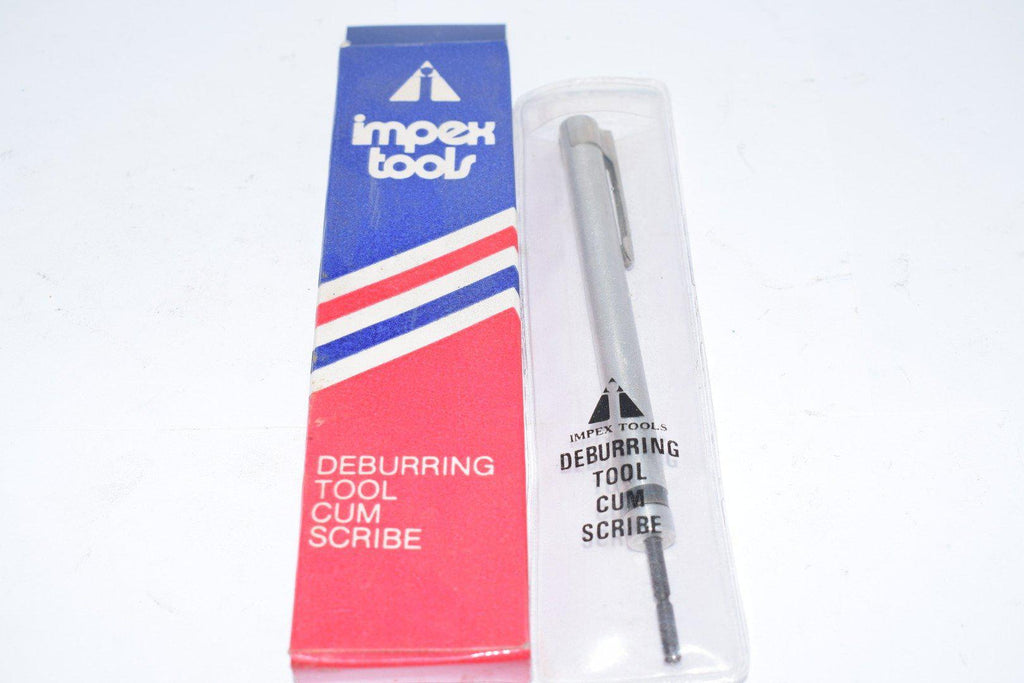 impex
tools
DEBURRING
TOOL
CUM
SCRIBE
IMPEX TOOLS
DEBURRING
TOOL
CUM
SCRIBE